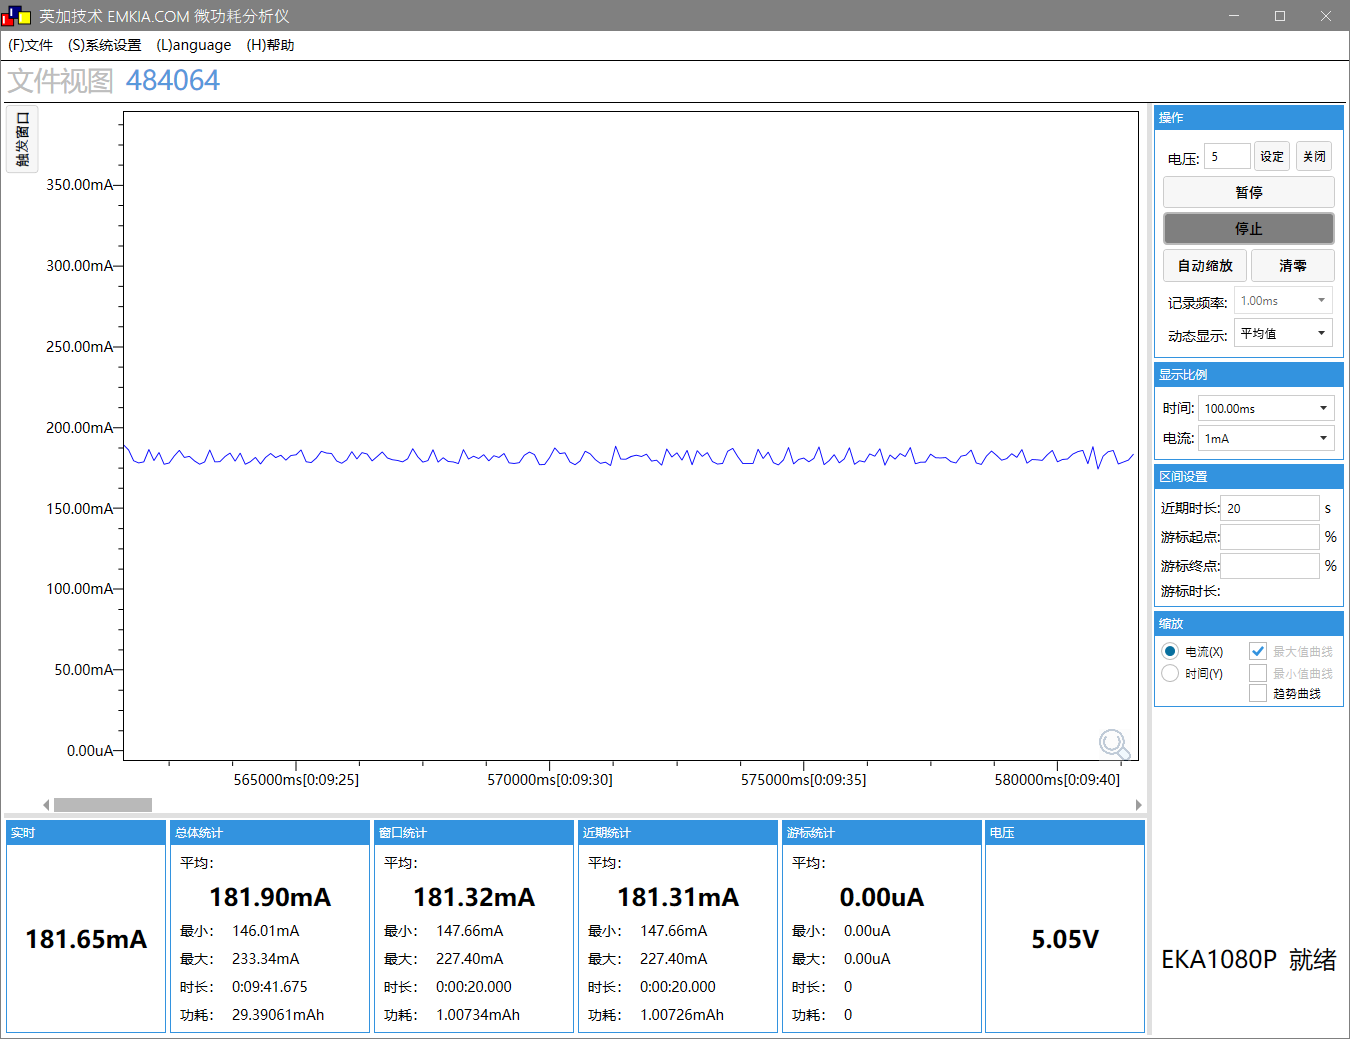 英加技术 EMKIA.COM 微功耗分析仪
(F)文件 (S)系统设置 (L)anguage (H)帮助
文件视图 484064
触发窗口
350.00mA
300.00mA
250.00mA
200.00mA
150.00mA
100.00mA
50.00mA
0.00uA
565000ms[0:09:25] 570000ms[0:09:30] 575000ms[0:09:35] 580000ms[0:09:40]
操作
电压: 5 设定 关闭
暂停
停止
自动缩放 清零
记录频率: 1.00ms
动态显示: 平均值
显示比例
时间: 100.00ms
电流: 1mA
区间设置
近期时长: 20 s
游标起点: %
游标终点: %
游标时长:
缩放
电流(X) 最大值曲线
时间(Y) 最小值曲线
趋势曲线
实时
181.65mA
总体统计
平均:
181.90mA
最小: 146.01mA
最大: 233.34mA
时长: 0:09:41.675
功耗: 29.39061mAh
窗口统计
平均:
181.32mA
最小: 147.66mA
最大: 227.40mA
时长: 0:00:20.000
功耗: 1.00734mAh
近期统计
平均:
181.31mA
最小: 147.66mA
最大: 227.40mA
时长: 0:00:20.000
功耗: 1.00726mAh
游标统计
平均:
0.00uA
最小: 0.00uA
最大: 0.00uA
时长: 0
功耗: 0
电压
5.05V
EKA1080P 就绪